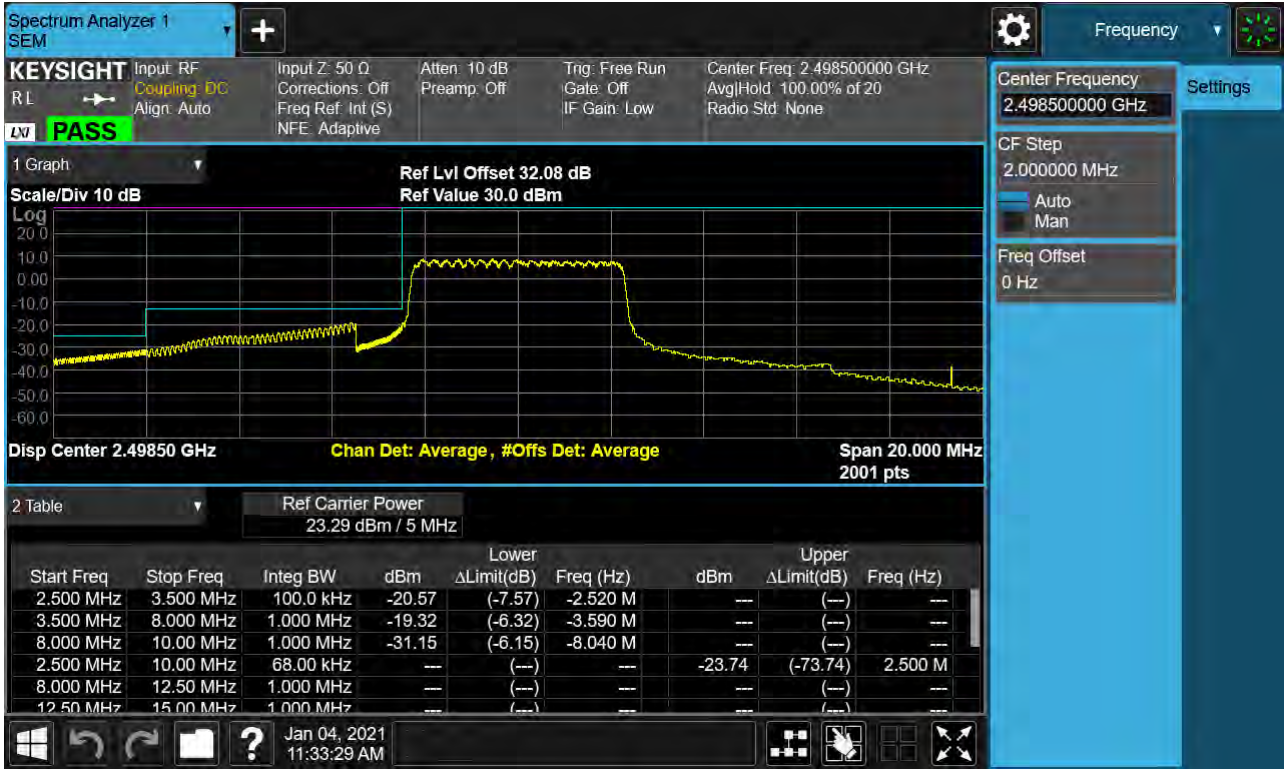 Spectrum Analyzer 1
SEM
+
Frequency
KEYSIGHT
RL
LXI
PASS
Input: RF
Coupling: DC
Align: Auto
Input Z: 50 Ω
Corrections: Off
Freq Ref: Int (S)
NFE: Adaptive
Atten: 10 dB
Preamp: Off
Trig: Free Run
Gate: Off
IF Gain: Low
Center Freq: 2.498500000 GHz
Avg|Hold: 100.00% of 20
Radio Std: None
Center Frequency
2.498500000 GHz
Settings
CF Step
2.000000 MHz
Auto
Man
Freq Offset
0 Hz
1 Graph
Scale/Div 10 dB
Ref Lvl Offset 32.08 dB
Ref Value 30.0 dBm
Log
20.0
10.0
0.00
-10.0
-20.0
-30.0
-40.0
-50.0
-60.0
Disp Center 2.49850 GHz
Chan Det: Average, #Offs Det: Average
Span 20.000 MHz
2001 pts
2 Table
Ref Carrier Power
23.29 dBm / 5 MHz
Lower Upper
Start Freq Stop Freq Integ BW dBm ΔLimit(dB) Freq (Hz) dBm ΔLimit(dB) Freq (Hz)
2.500 MHz 3.500 MHz 100.0 kHz -20.57 (-7.57) -2.520 M --- (---) ---
3.500 MHz 8.000 MHz 1.000 MHz -19.32 (-6.32) -3.590 M --- (---) ---
8.000 MHz 10.00 MHz 1.000 MHz -31.15 (-6.15) -8.040 M --- (---) ---
2.500 MHz 10.00 MHz 68.00 kHz --- (---) --- -23.74 (-73.74) 2.500 M
8.000 MHz 12.50 MHz 1.000 MHz --- (---) --- --- (---) ---
12.50 MHz 15.00 MHz 1.000 MHz --- (---) --- --- (---) ---
?
Jan 04, 2021
11:33:29 AM